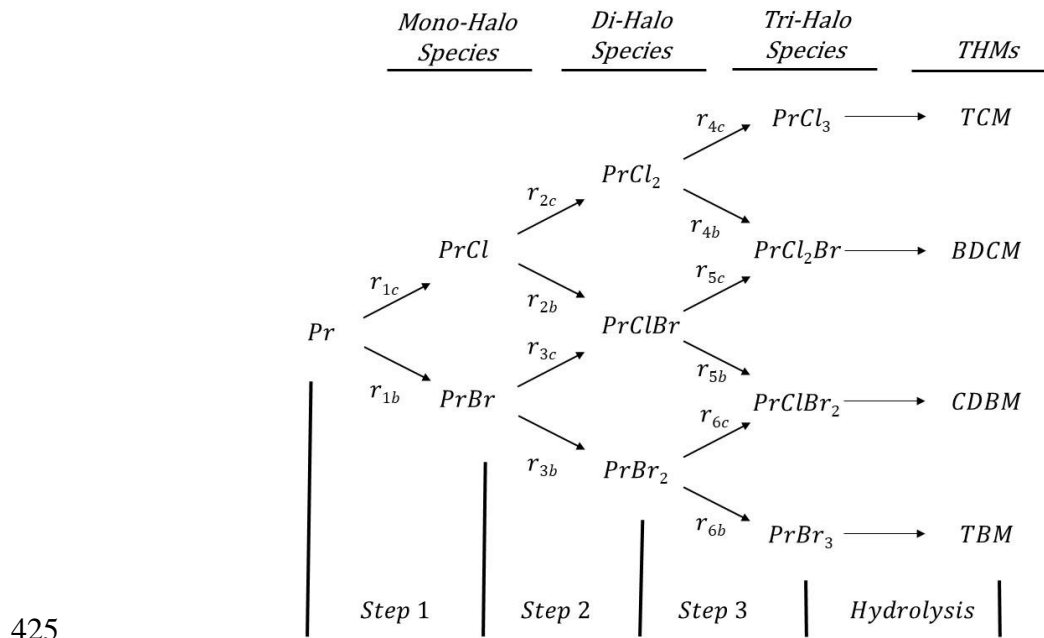 Mono-Halo Di-Halo Tri-Halo
Species Species Species THMs
r4c PrCl3 TCM
PrCl2
r2c
r4b
PrCl PrCl2Br BDCM
r5c
r1c
r2b
Pr PrClBr
r3c
r5b
r1b PrBr PrClBr2 CDBM
r6c
r3b PrBr2
r6b
PrBr3 TBM
Step 1 Step 2 Step 3 Hydrolysis
425